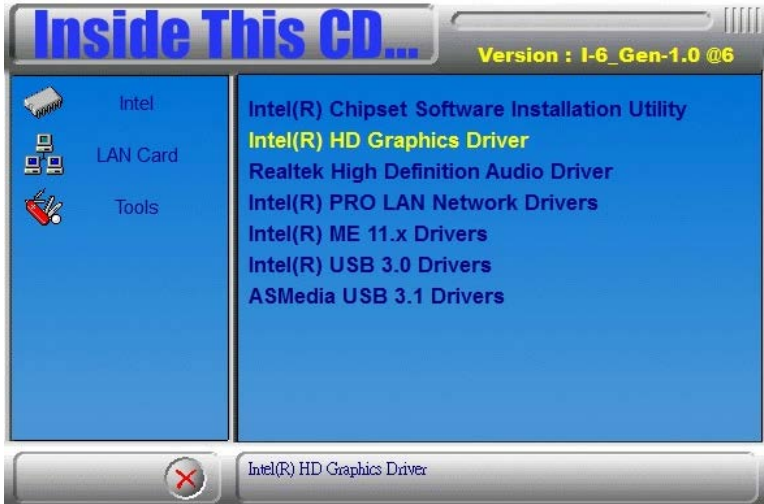 Inside This CD...
Version : I-6_Gen-1.0 @6
Intel
LAN Card
Tools
Intel(R) Chipset Software Installation Utility
Intel(R) HD Graphics Driver
Realtek High Definition Audio Driver
Intel(R) PRO LAN Network Drivers
Intel(R) ME 11.x Drivers
Intel(R) USB 3.0 Drivers
ASMedia USB 3.1 Drivers
Intel(R) HD Graphics Driver